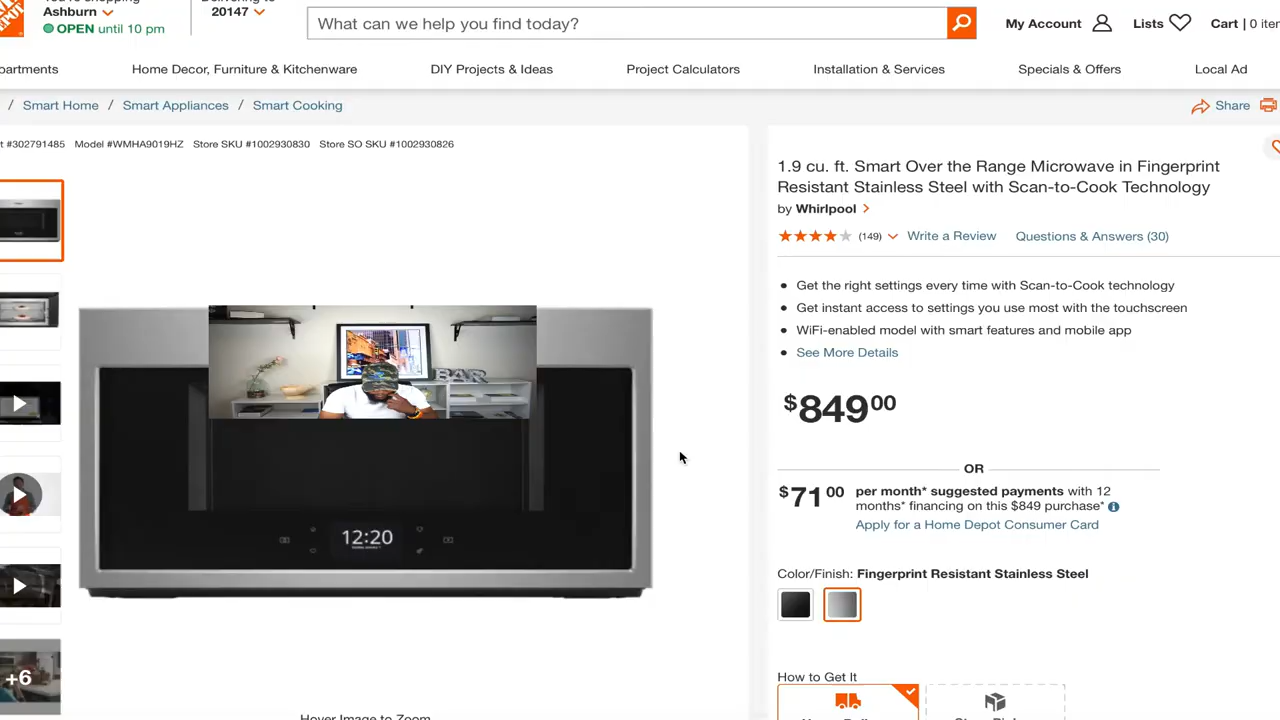 Ashburn
20147
OPEN until 10 pm
What can we help you find today?
My Account
Lists
Cart | 0
partments
Home Decor, Furniture & Kitchenware
DIY Projects & Ideas
Project Calculators
Installation & Services
Specials & Offers
Local Ad
/ Smart Home / Smart Appliances / Smart Cooking
Share
#302791485 Model #WMHA9019HZ Store SKU #1002930830 Store SO SKU #1002930826
1.9 cu. ft. Smart Over the Range Microwave in Fingerprint
Resistant Stainless Steel with Scan-to-Cook Technology
by Whirlpool
(149) Write a Review Questions & Answers (30)
• Get the right settings every time with Scan-to-Cook technology
• Get instant access to settings you use most with the touchscreen
• WiFi-enabled model with smart features and mobile app
• See More Details
$849 00
OR
$71 00 per month* suggested payments with 12
months* financing on this $849 purchase*
Apply for a Home Depot Consumer Card
Color/Finish: Fingerprint Resistant Stainless Steel
How to Get It
BAR
12:20
+6
Hover Image to Zoom